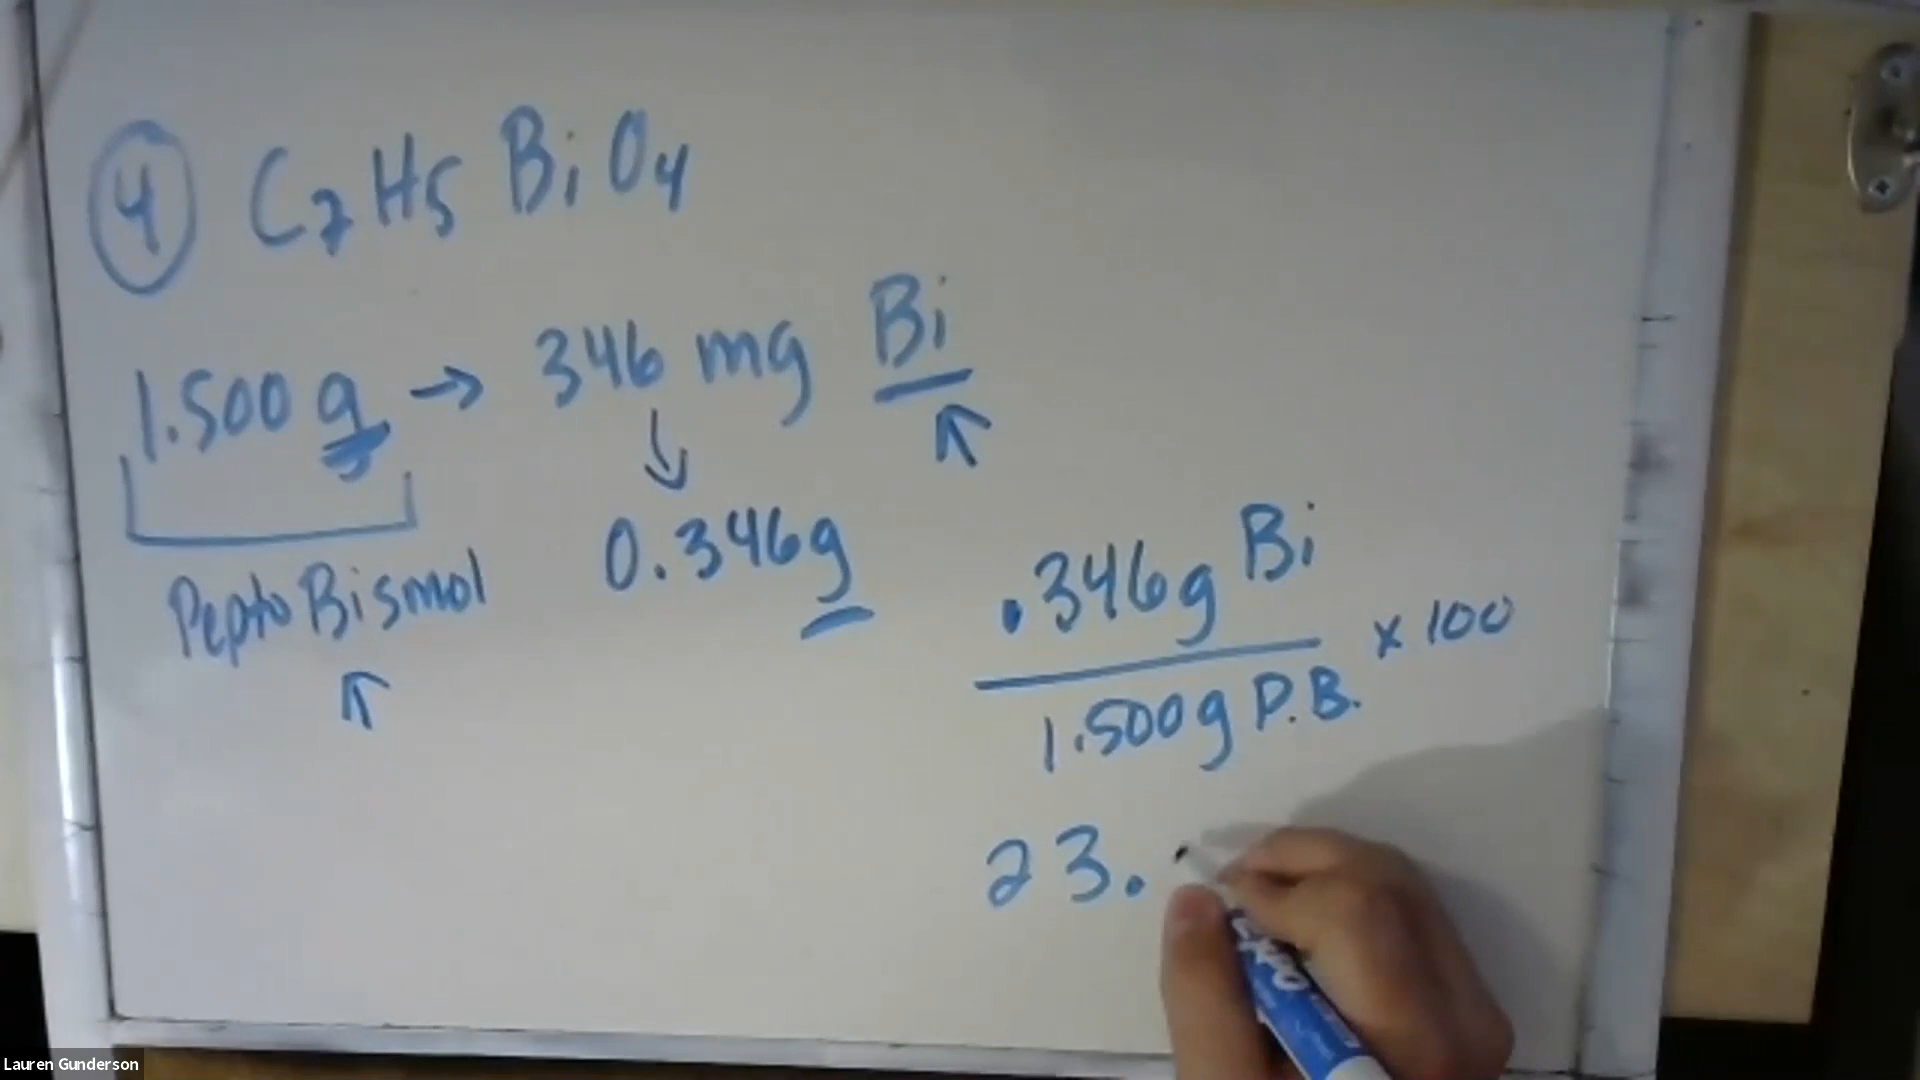 4 C7H5BiO4
1.500 g → 346 mg Bi
↓
0.346g
Pepto Bismol
.346g Bi
1.500g P.B.
x 100
23.
Lauren Gunderson